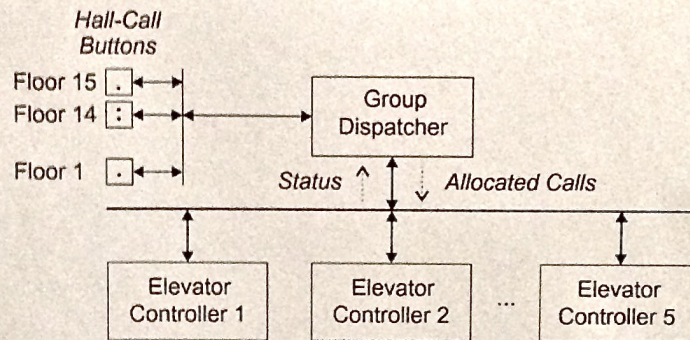 Hall-Call
Buttons
Floor 15 .
Floor 14 :
Floor 1 .
Group
Dispatcher
Status
Allocated Calls
Elevator
Controller 1
Elevator
Controller 2
...
Elevator
Controller 5